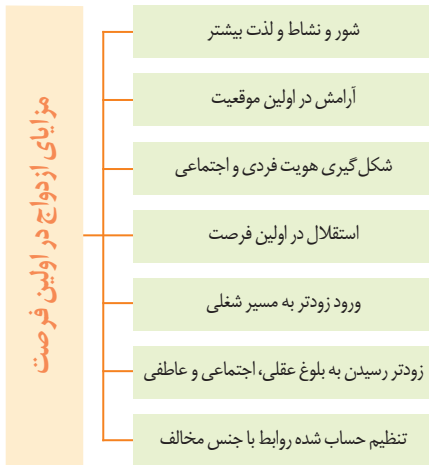 مزایای ازدواج در اولین فرصت
شور و نشاط و لذت بیشتر
آرامش در اولین موقعیت
شکل‌گیری هویت فردی و اجتماعی
استقلال در اولین فرصت
ورود زودتر به مسیر شغلی
زودتر رسیدن به بلوغ عقلی، اجتماعی و عاطفی
تنظیم حساب شده روابط با جنس مخالف